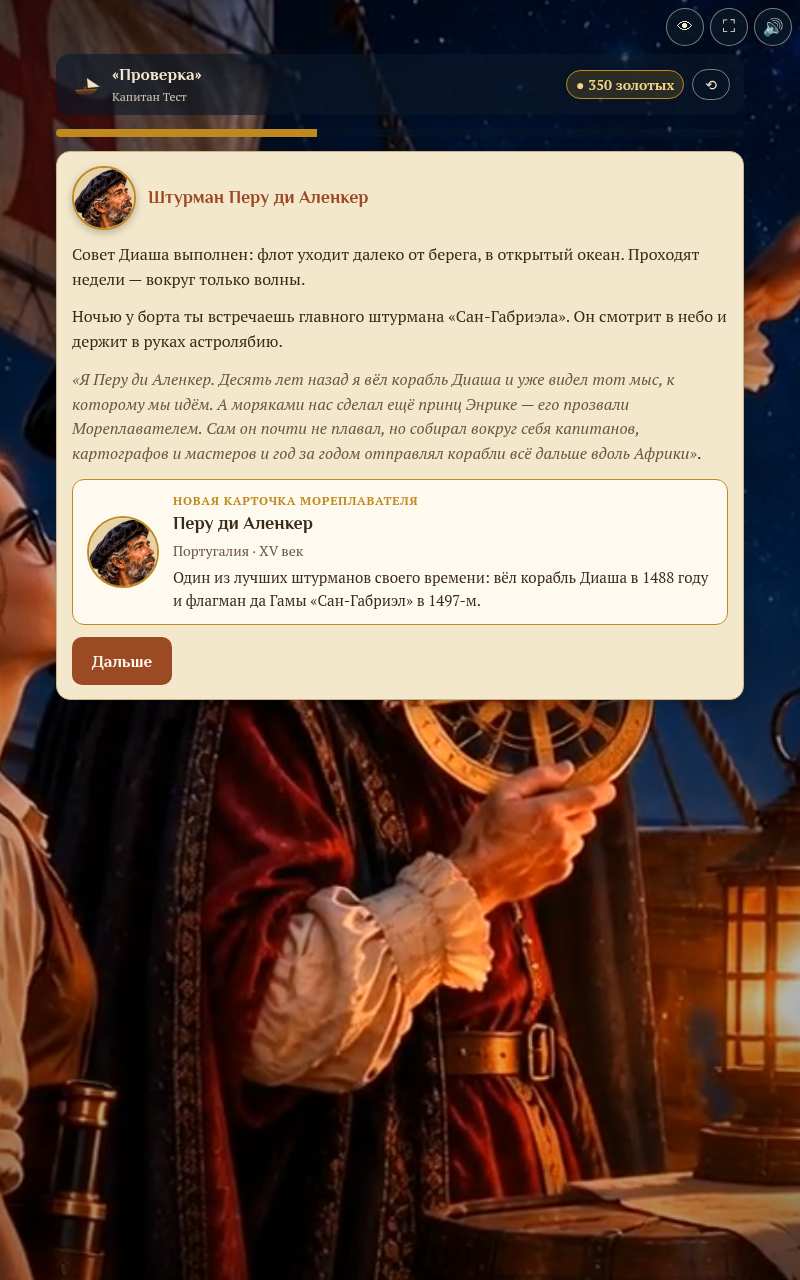 «Проверка»
Капитан Тест
● 350 золотых
Штурман Перу ди Аленкер
Совет Диаша выполнен: флот уходит далеко от берега, в открытый океан. Проходят
недели — вокруг только волны.
Ночью у борта ты встречаешь главного штурмана «Сан-Габриэла». Он смотрит в небо и
держит в руках астролябию.
«Я Перу ди Аленкер. Десять лет назад я вёл корабль Диаша и уже видел тот мыс, к
которому мы идём. А моряками нас сделал ещё принц Энрике — его прозвали
Мореплавателем. Сам он почти не плавал, но собирал вокруг себя капитанов,
картографов и мастеров и год за годом отправлял корабли всё дальше вдоль Африки».
НОВАЯ КАРТОЧКА МОРЕПЛАВАТЕЛЯ
Перу ди Аленкер
Португалия · XV век
Один из лучших штурманов своего времени: вёл корабль Диаша в 1488 году
и флагман да Гамы «Сан-Габриэл» в 1497-м.
Дальше